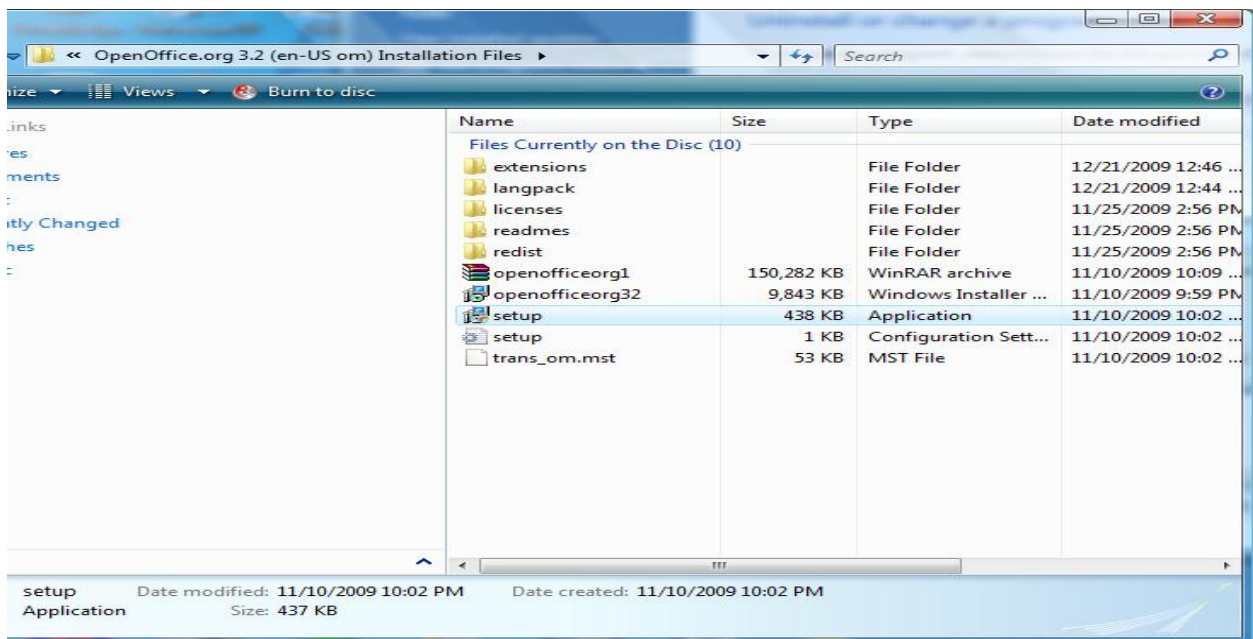 « OpenOffice.org 3.2 (en-US om) Installation Files
Search
nize Views Burn to disc
Links
res
ments
ntly Changed
hes
Name Size Type Date modified
Files Currently on the Disc (10)
extensions File Folder 12/21/2009 12:46 ...
langpack File Folder 12/21/2009 12:44 ...
licenses File Folder 11/25/2009 2:56 PM
readmes File Folder 11/25/2009 2:56 PM
redist File Folder 11/25/2009 2:56 PM
openofficeorg1 150,282 KB WinRAR archive 11/10/2009 10:09 ...
openofficeorg32 9,843 KB Windows Installer ... 11/10/2009 9:59 PM
setup 438 KB Application 11/10/2009 10:02 ...
setup 1 KB Configuration Sett... 11/10/2009 10:02 ...
trans_om.mst 53 KB MST File 11/10/2009 10:02 ...
setup Date modified: 11/10/2009 10:02 PM Date created: 11/10/2009 10:02 PM
Application Size: 437 KB